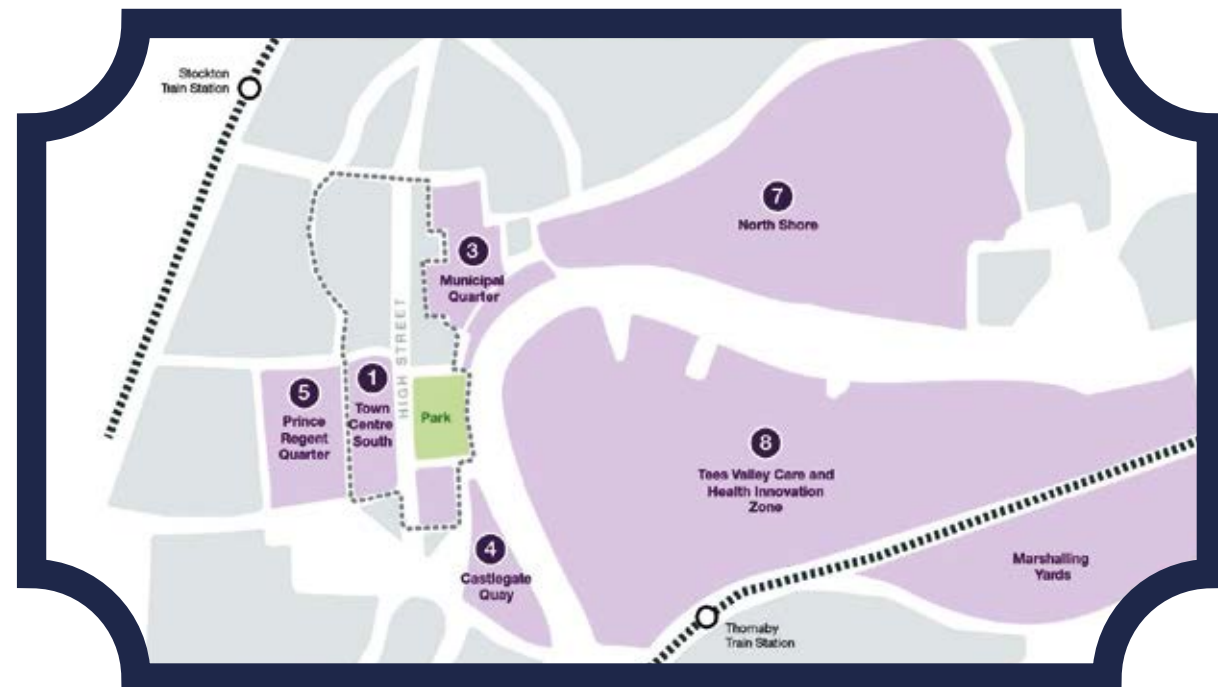 Stockton
Train Station
7
North Shore
3
Municipal
Quarter
HIGH STREET
1
Town
Centre
South
5
Prince
Regent
Quarter
Park
8
Tees Valley Care and
Health Innovation
Zone
4
Castlegate
Quay
Marshalling
Yards
Thornaby
Train Station